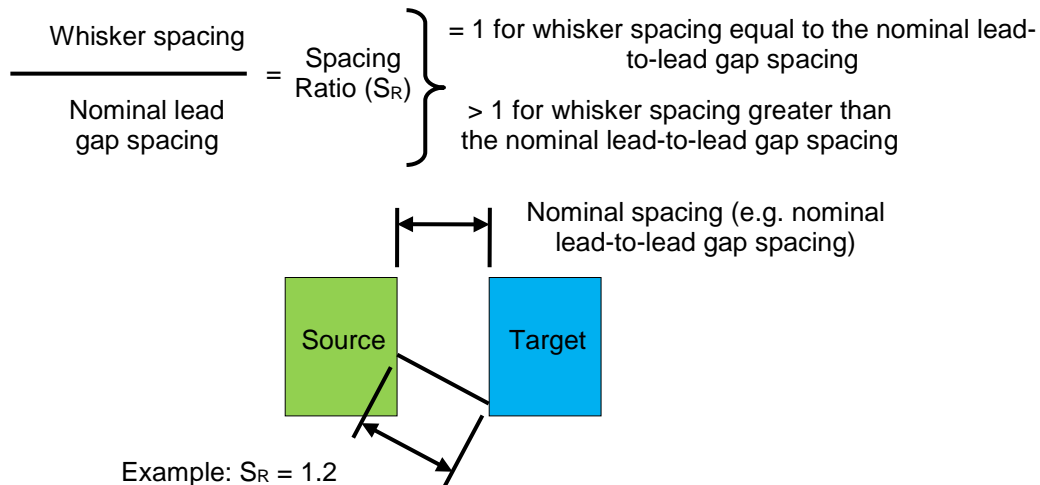 Whisker spacing
Nominal lead
gap spacing
=
Spacing
Ratio (SR)
= 1 for whisker spacing equal to the nominal lead-
to-lead gap spacing
> 1 for whisker spacing greater than
the nominal lead-to-lead gap spacing
Nominal spacing (e.g. nominal
lead-to-lead gap spacing)
Source
Target
Example: SR = 1.2